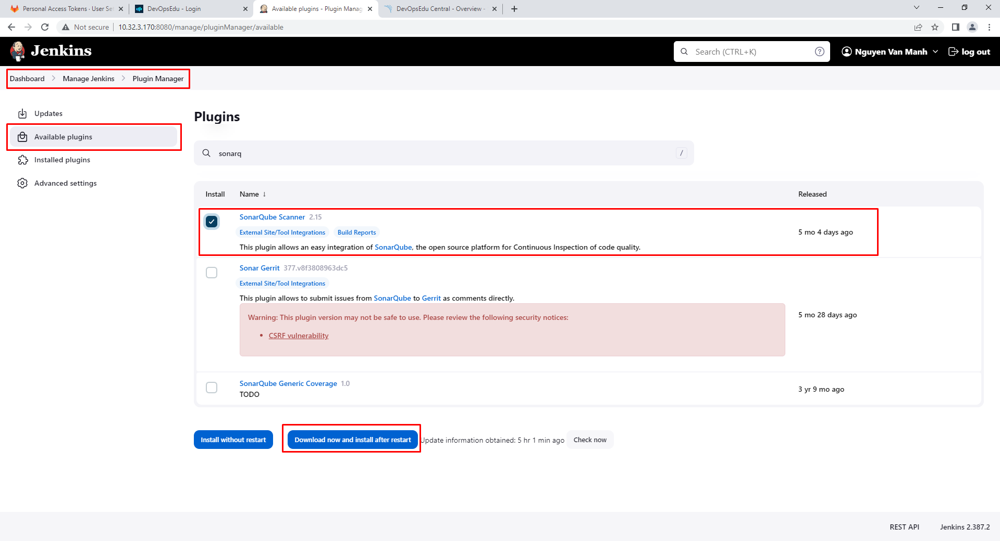 Personal Access Tokens · User Se
DevOpsEdu - Login
Available plugins - Plugin Manag
DevOpsEdu Central - Overview -
Not secure
10.32.3.170:8080/manage/pluginManager/available
Jenkins
Search (CTRL+K)
Nguyen Van Manh
log out
Dashboard
Manage Jenkins
Plugin Manager
Updates
Available plugins
Installed plugins
Advanced settings
Plugins
sonarq
/
Install
Name ↓
Released
SonarQube Scanner 2.15
External Site/Tool Integrations
Build Reports
This plugin allows an easy integration of SonarQube, the open source platform for Continuous Inspection of code quality.
5 mo 4 days ago
Sonar Gerrit 377.v8f3808963dc5
External Site/Tool Integrations
This plugin allows to submit issues from SonarQube to Gerrit as comments directly.
Warning: This plugin version may not be safe to use. Please review the following security notices:
• CSRF vulnerability
5 mo 28 days ago
SonarQube Generic Coverage 1.0
TODO
3 yr 9 mo ago
Install without restart
Download now and install after restart
Update information obtained: 5 hr 1 min ago
Check now
REST API
Jenkins 2.387.2